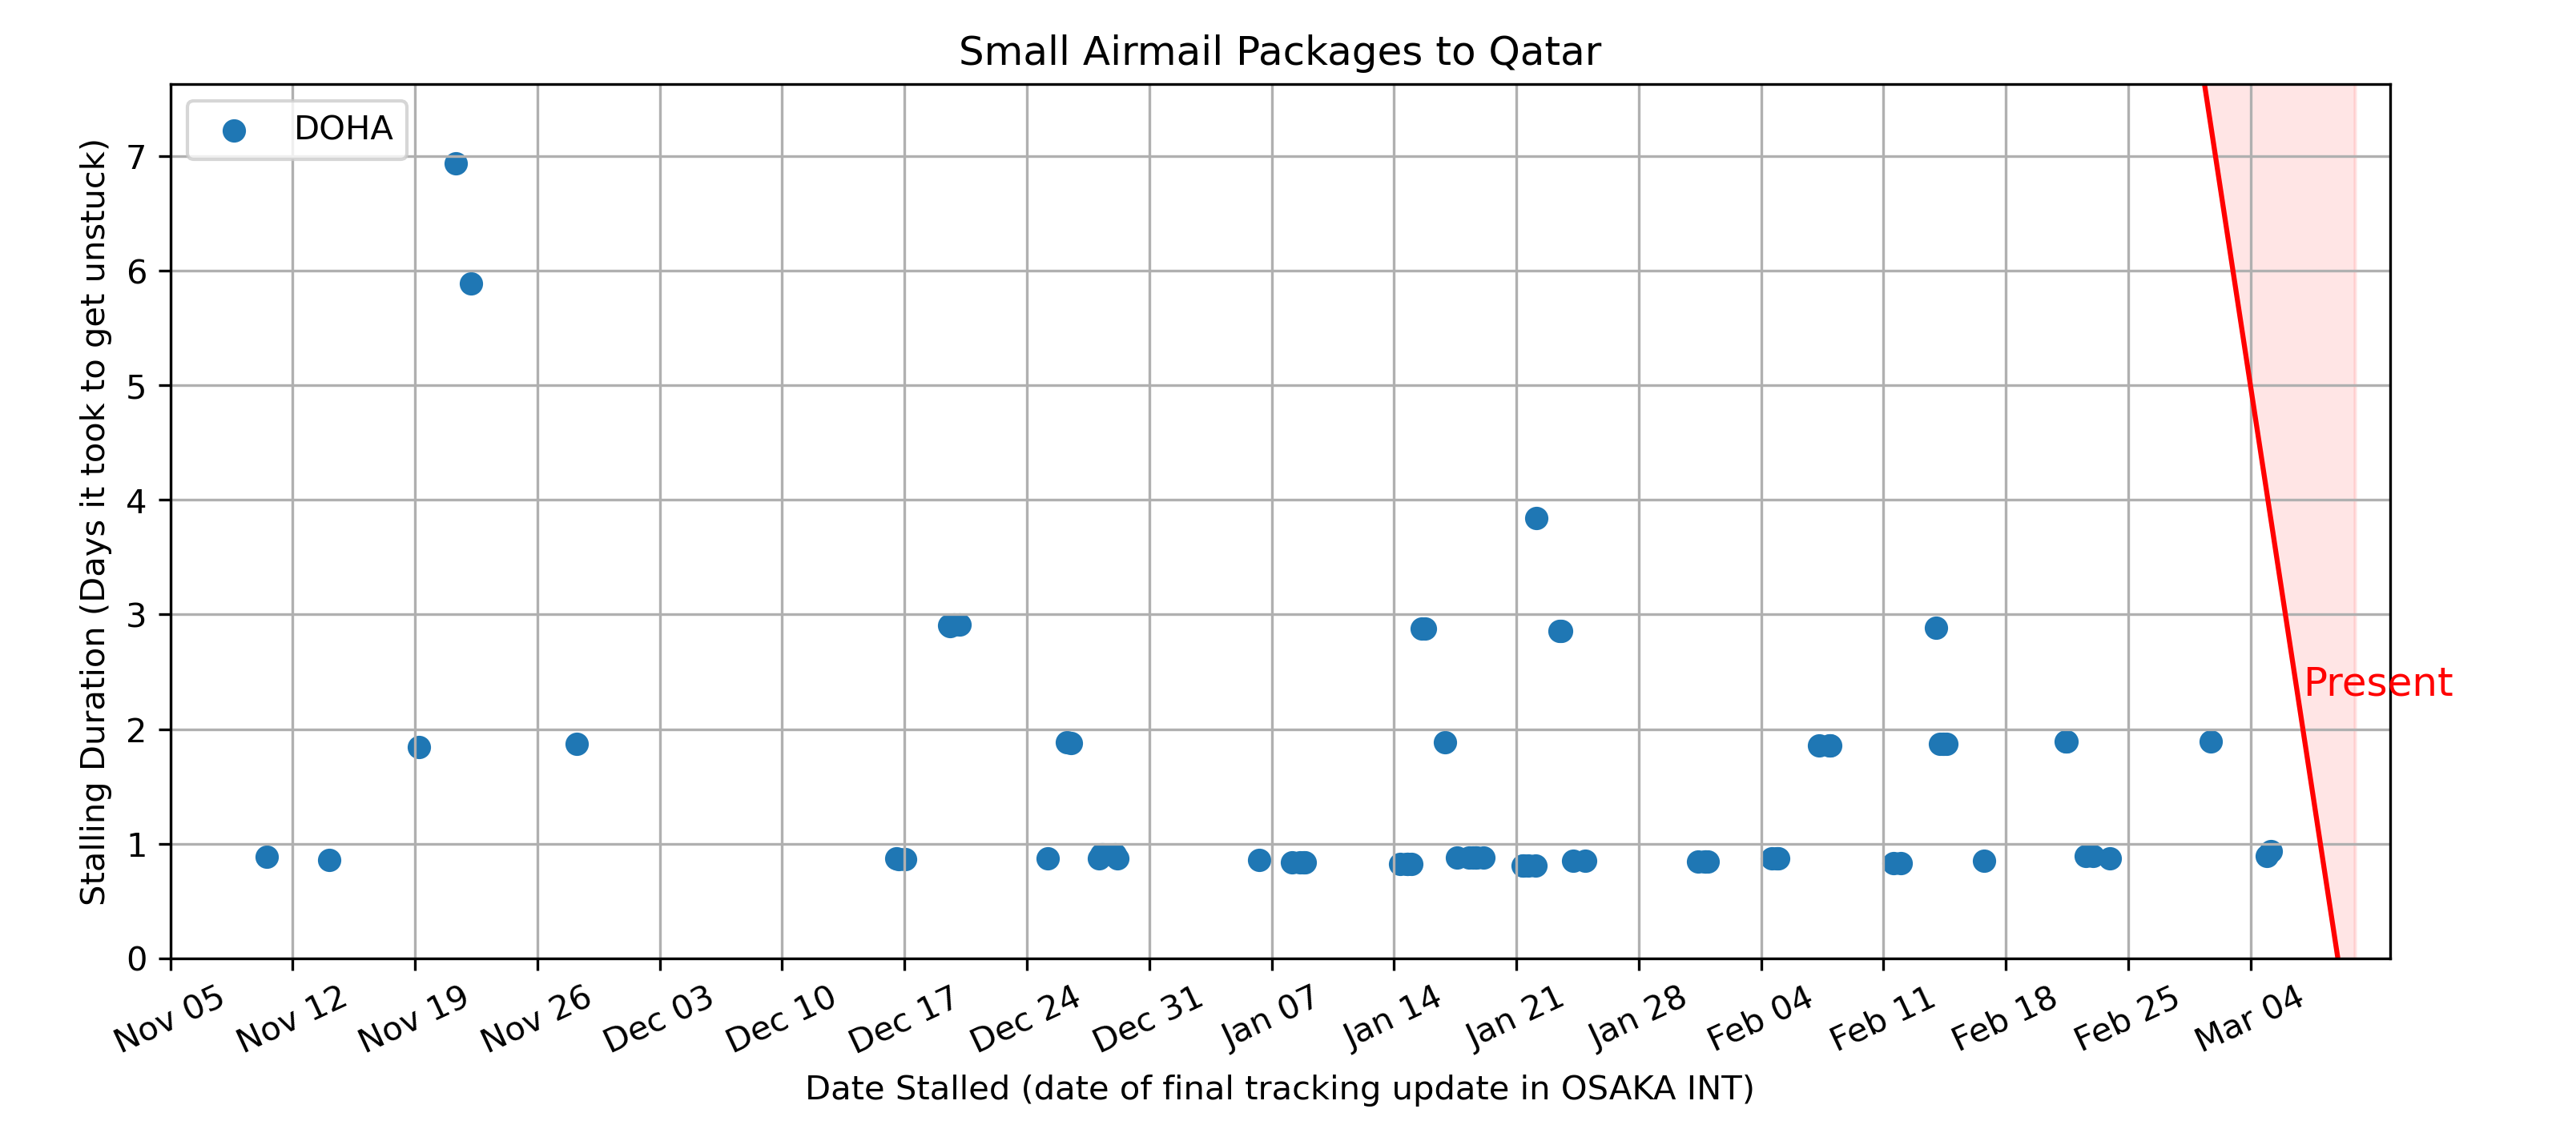 Small Airmail Packages to Qatar
DOHA
Stalling Duration (Days it took to get unstuck)
7
6
5
4
3
2
1
0
Present
Nov 05
Nov 12
Nov 19
Nov 26
Dec 03
Dec 10
Dec 17
Dec 24
Dec 31
Jan 07
Jan 14
Jan 21
Jan 28
Feb 04
Feb 11
Feb 18
Feb 25
Mar 04
Date Stalled (date of final tracking update in OSAKA INT)